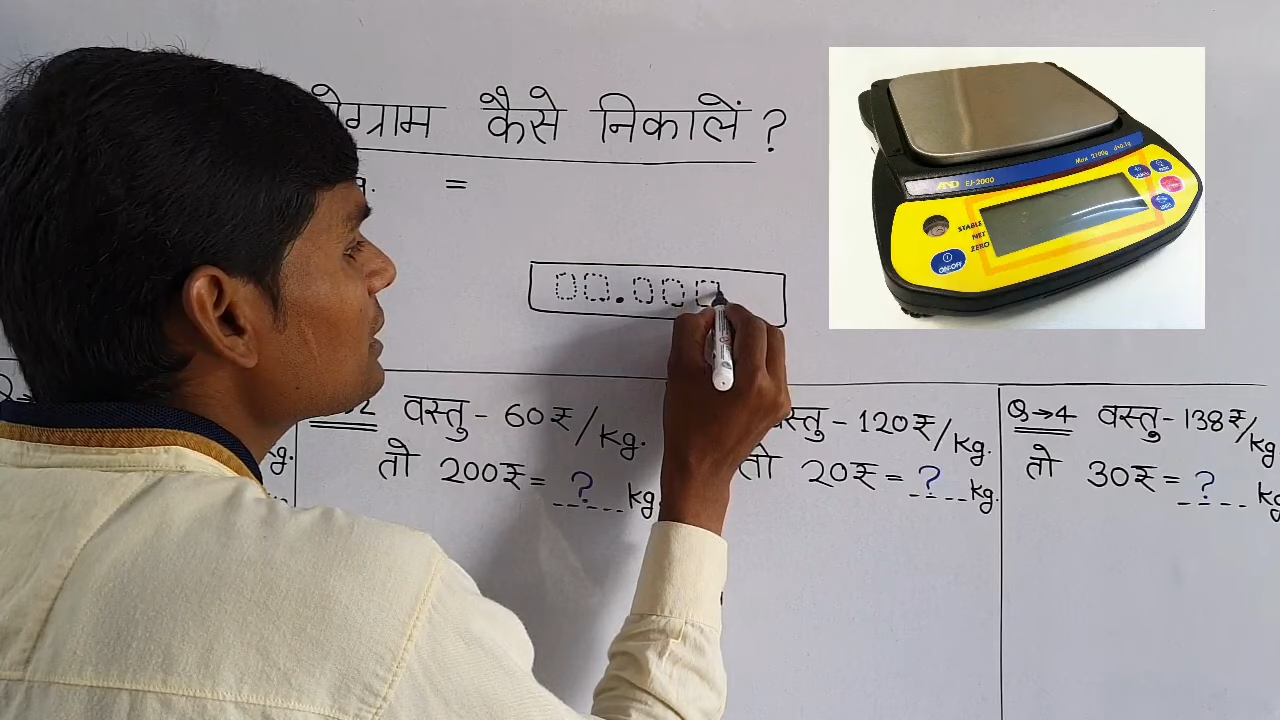 कैसे निकालें ?
=
00.000
AND EJ-2000
Max 2100g d=0.1g
STABLE
NET
ZERO
ON:OFF
वस्तु - 60₹/kg.
तो 200₹ = ? kg
- 120₹/kg.
तो 20₹ = ? kg.
Q→4 वस्तु - 138₹/kg
तो 30₹ = ? kg